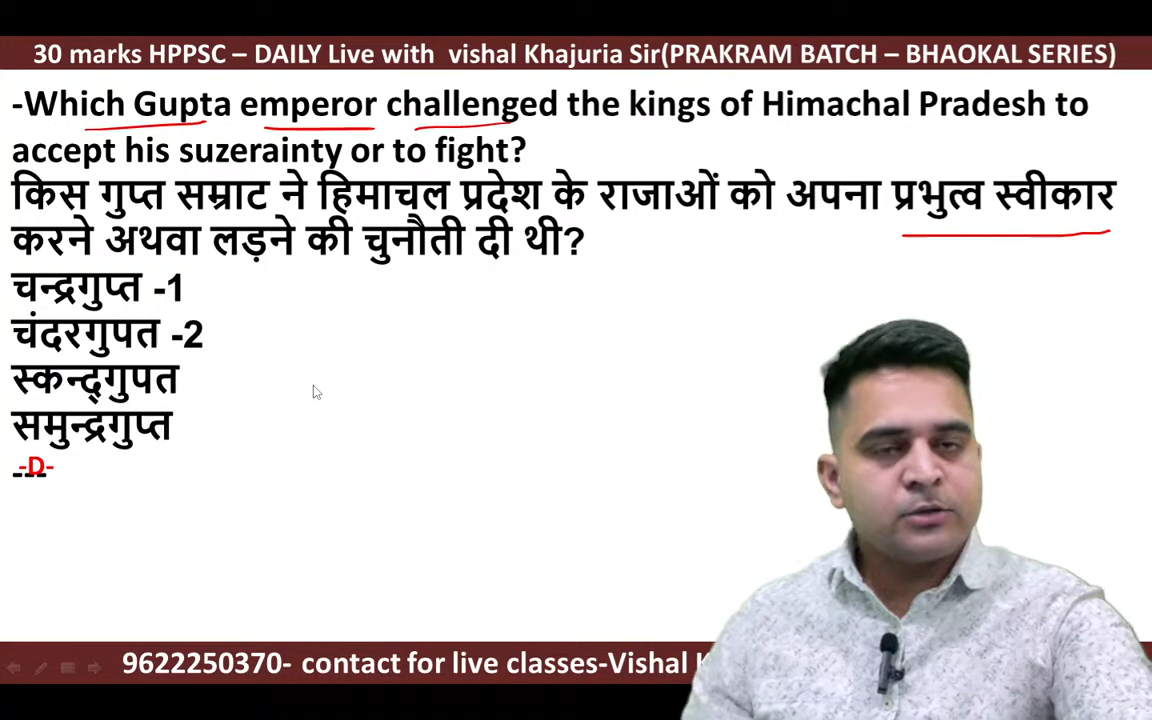 30 marks HPPSC – DAILY Live with vishal Khajuria Sir(PRAKRAM BATCH – BHAOKAL SERIES)
-Which Gupta emperor challenged the kings of Himachal Pradesh to
accept his suzerainty or to fight?
किस गुप्त सम्राट ने हिमाचल प्रदेश के राजाओं को अपना प्रभुत्व स्वीकार
करने अथवा लड़ने की चुनौती दी थी?
चन्द्रगुप्त -1
चंदरगुपत -2
स्कन्द्गुपत
समुन्द्रगुप्त
-D-
9622250370- contact for live classes-Vishal